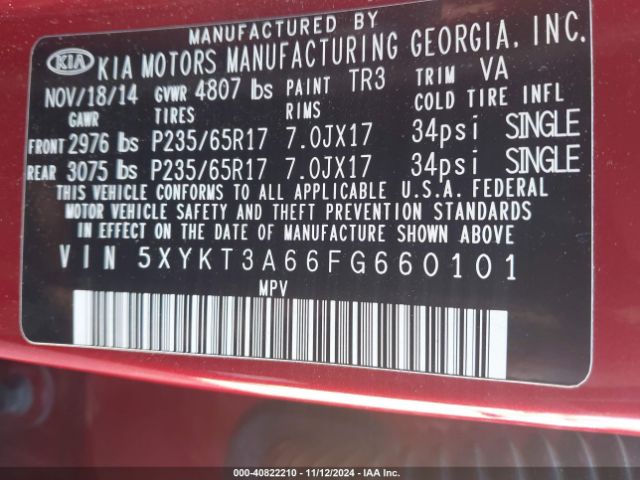 MANUFACTURED BY
KIA KIA MOTORS MANUFACTURING GEORGIA, INC.
NOV/18/14 GVWR 4807 lbs PAINT TR3 TRIM VA
GAWR TIRES RIMS COLD TIRE INFL
FRONT 2976 lbs P235/65R17 7.0JX17 34psi SINGLE
REAR 3075 lbs P235/65R17 7.0JX17 34psi SINGLE
THIS VEHICLE CONFORMS TO ALL APPLICABLE U.S.A. FEDERAL
MOTOR VEHICLE SAFETY AND THEFT PREVENTION STANDARDS
IN EFFECT ON THE DATE OF MANUFACTURE SHOWN ABOVE
VIN 5XYKT3A66FG660101
MPV
000-40822210 - 11/12/2024 - IAA Inc.